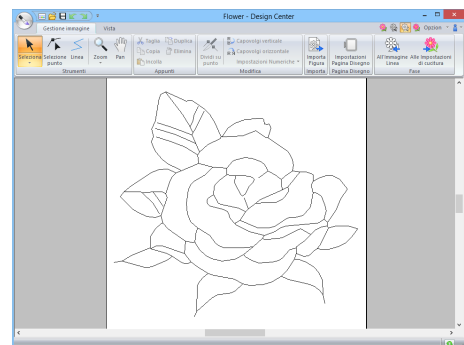 Flower - Design Center
Gestione immagine Vista Option
Seleziona
Seleziona punto
Linea
Zoom
Pan
Strumenti
Taglia Duplica
Copia Elimina
Incolla
Appunti
Dividi su punto
Capovolgi verticale
Capovolgi orizzontale
Impostazioni Numeriche
Modifica
Importa Figura
Importa
Impostazioni Pagina Disegno
Pagina Disegno
All'immagine Linea
Alle impostazioni di cucitura
Fase